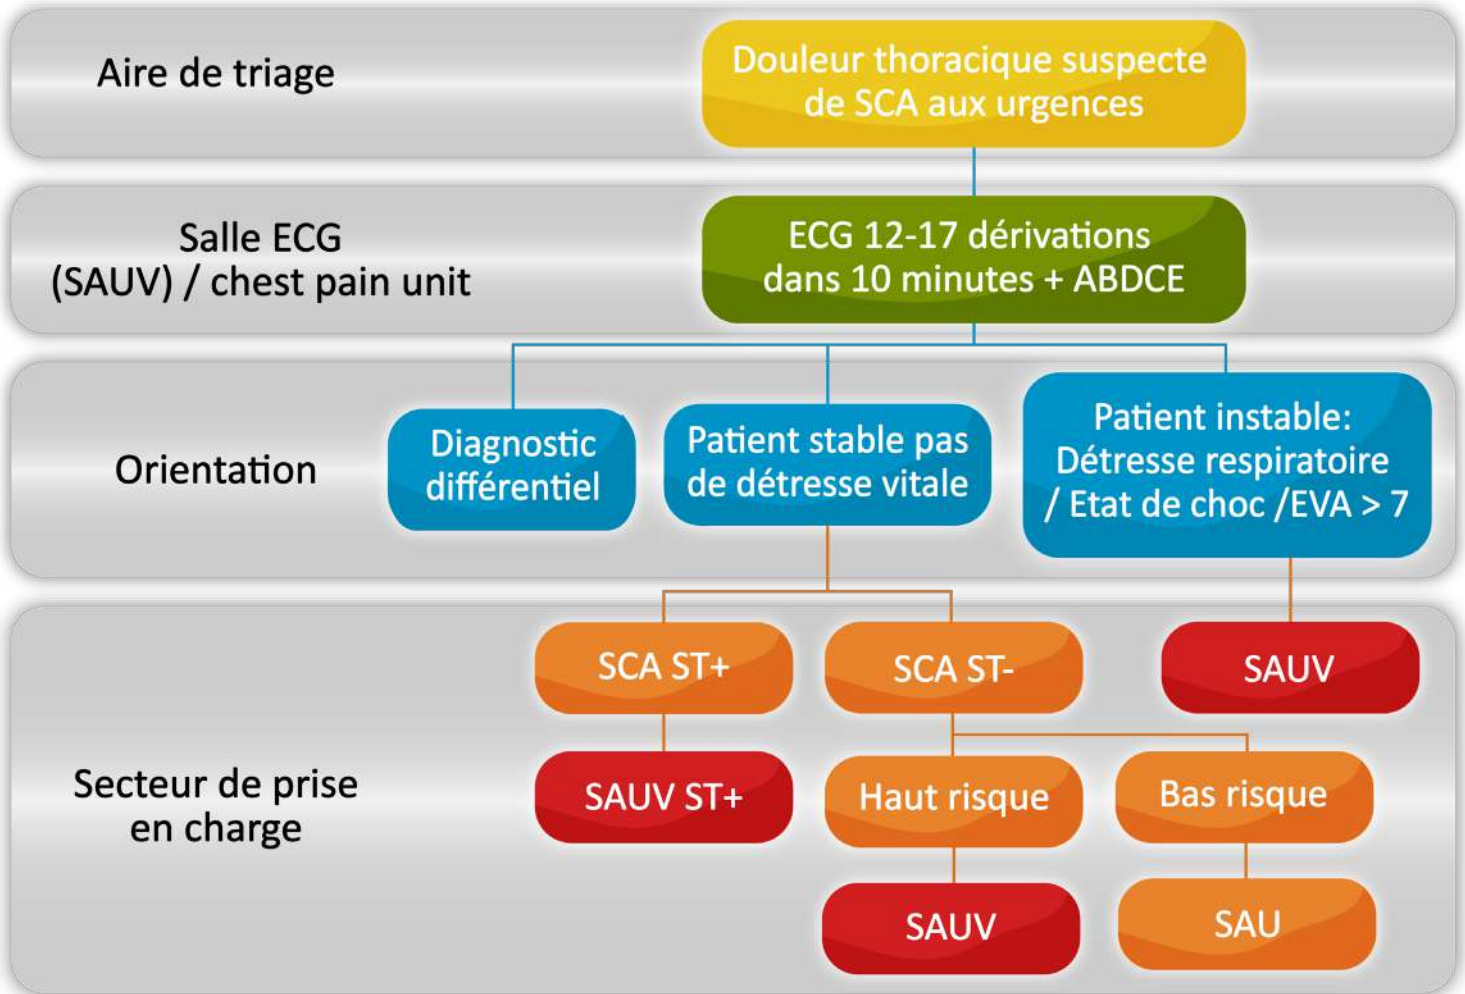 Aire de triage
Douleur thoracique suspecte
de SCA aux urgences
Salle ECG
(SAUV) / chest pain unit
ECG 12-17 dérivations
dans 10 minutes + ABDCE
Orientation
Diagnostic
différentiel
Patient stable pas
de détresse vitale
Patient instable:
Détresse respiratoire
/ Etat de choc /EVA > 7
Secteur de prise
en charge
SCA ST+
SCA ST-
SAUV
SAUV ST+
Haut risque
Bas risque
SAUV
SAU